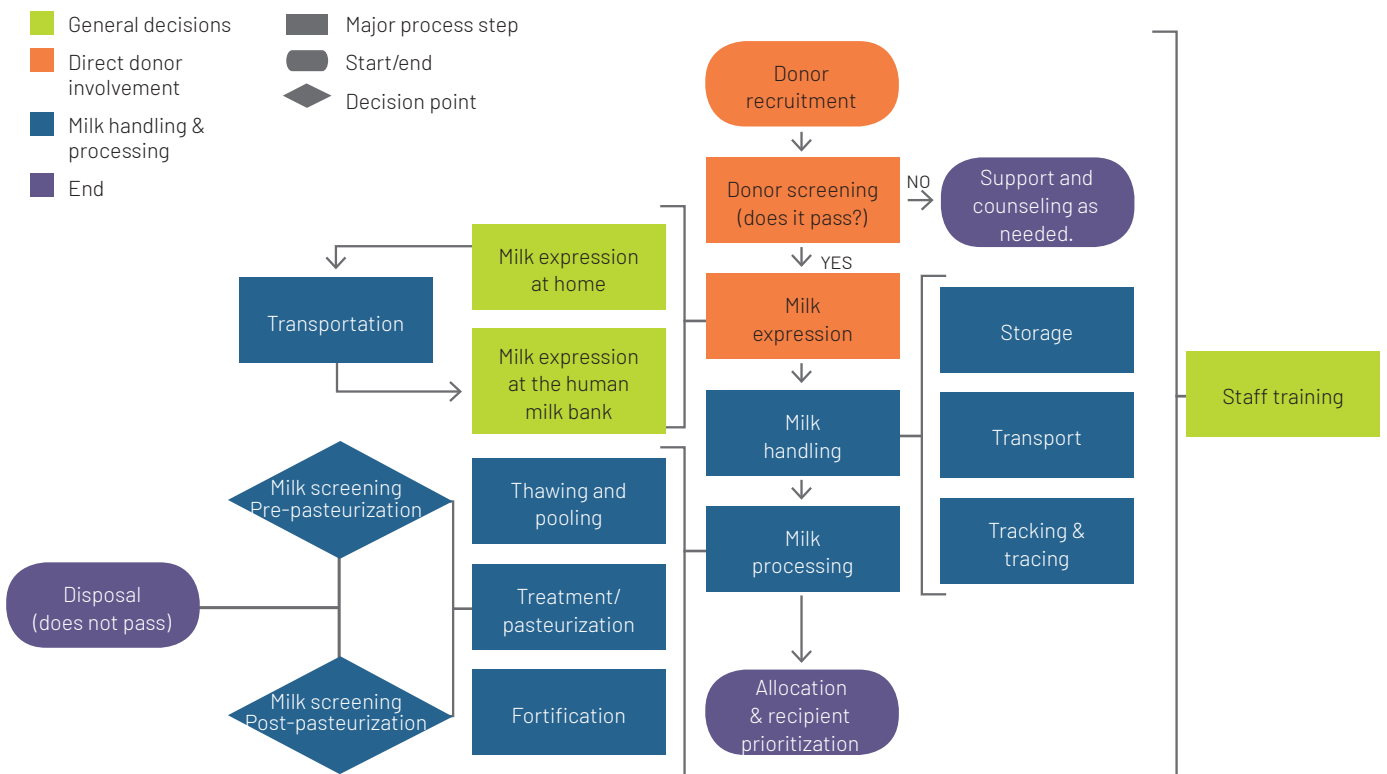 General decisions
Direct donor
involvement
Milk handling &
processing
End
Major process step
Start/end
Decision point
Donor
recruitment
Donor screening
(does it pass?)
NO
Support and
counseling as
needed.
YES
Milk expression
at home
Transportation
Milk expression
at the human
milk bank
Milk
expression
Storage
Staff training
Milk
handling
Transport
Milk screening
Pre-pasteurization
Thawing and
pooling
Milk
processing
Tracking &
tracing
Disposal
(does not pass)
Treatment/
pasteurization
Milk screening
Post-pasteurization
Fortification
Allocation
& recipient
prioritization